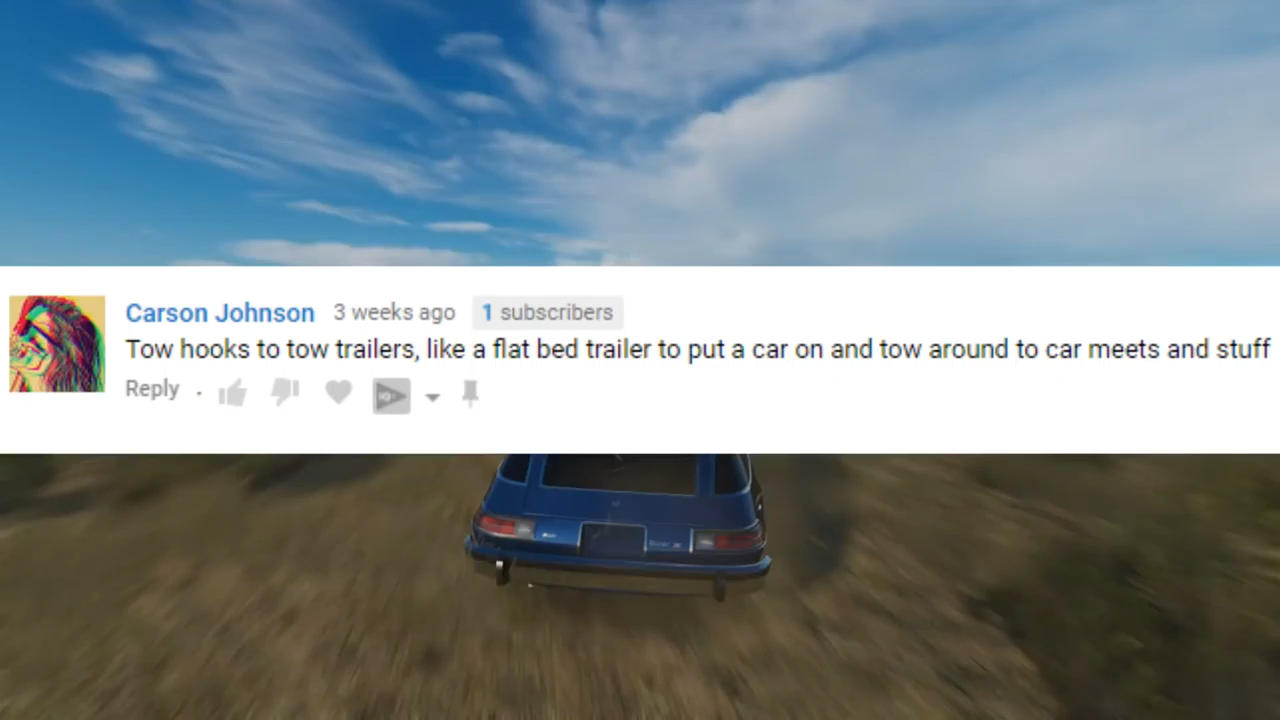 Carson Johnson 3 weeks ago 1 subscribers
Tow hooks to tow trailers, like a flat bed trailer to put a car on and tow around to car meets and stuff
Reply .